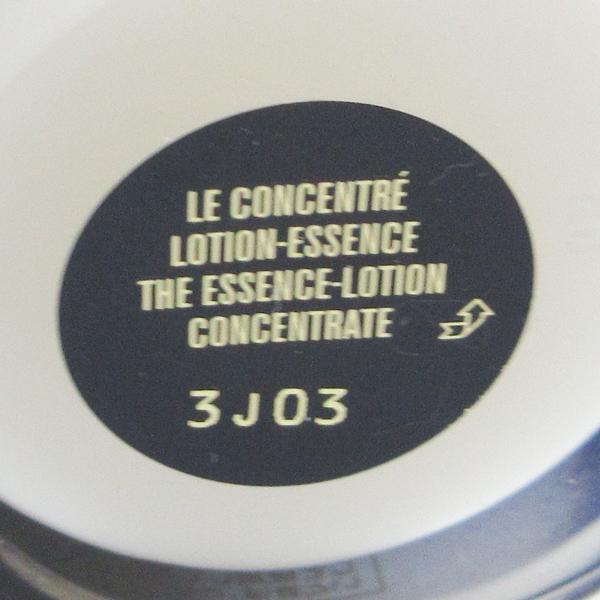 LE CONCENTRÉ
LOTION-ESSENCE
THE ESSENCE-LOTION
CONCENTRATE
3J03